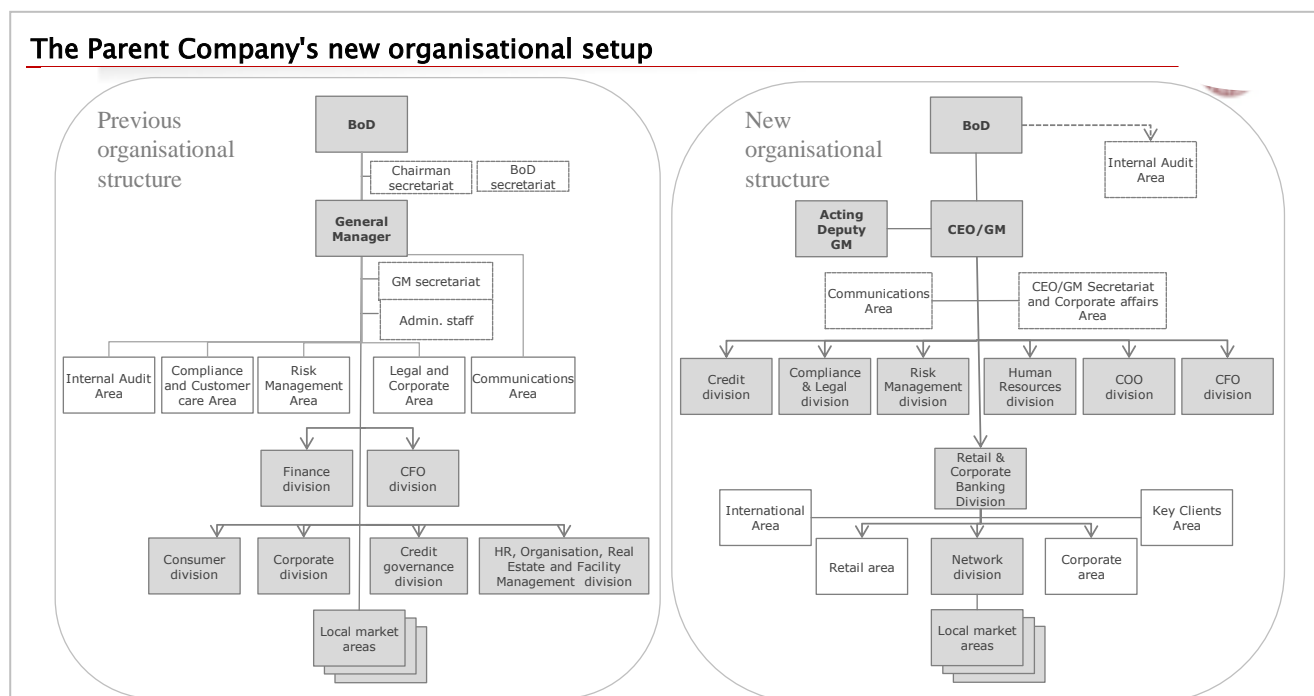 The Parent Company's new organisational setup
Previous
organisational
structure
BoD
Chairman
secretariat
BoD
secretariat
General
Manager
GM secretariat
Admin. staff
Internal Audit
Area
Compliance
and Customer
care Area
Risk
Management
Area
Legal and
Corporate
Area
Communications
Area
Finance
division
CFO
division
Consumer
division
Corporate
division
Credit
governance
division
HR, Organisation, Real
Estate and Facility
Management division
Local market
areas
New
organisational
structure
BoD
Internal Audit
Area
Acting
Deputy
GM
CEO/GM
Communications
Area
CEO/GM Secretariat
and Corporate affairs
Area
Credit
division
Compliance
& Legal
division
Risk
Management
division
Human
Resources
division
COO
division
CFO
division
Retail &
Corporate
Banking
Division
International
Area
Key Clients
Area
Retail area
Network
division
Corporate
area
Local market
areas